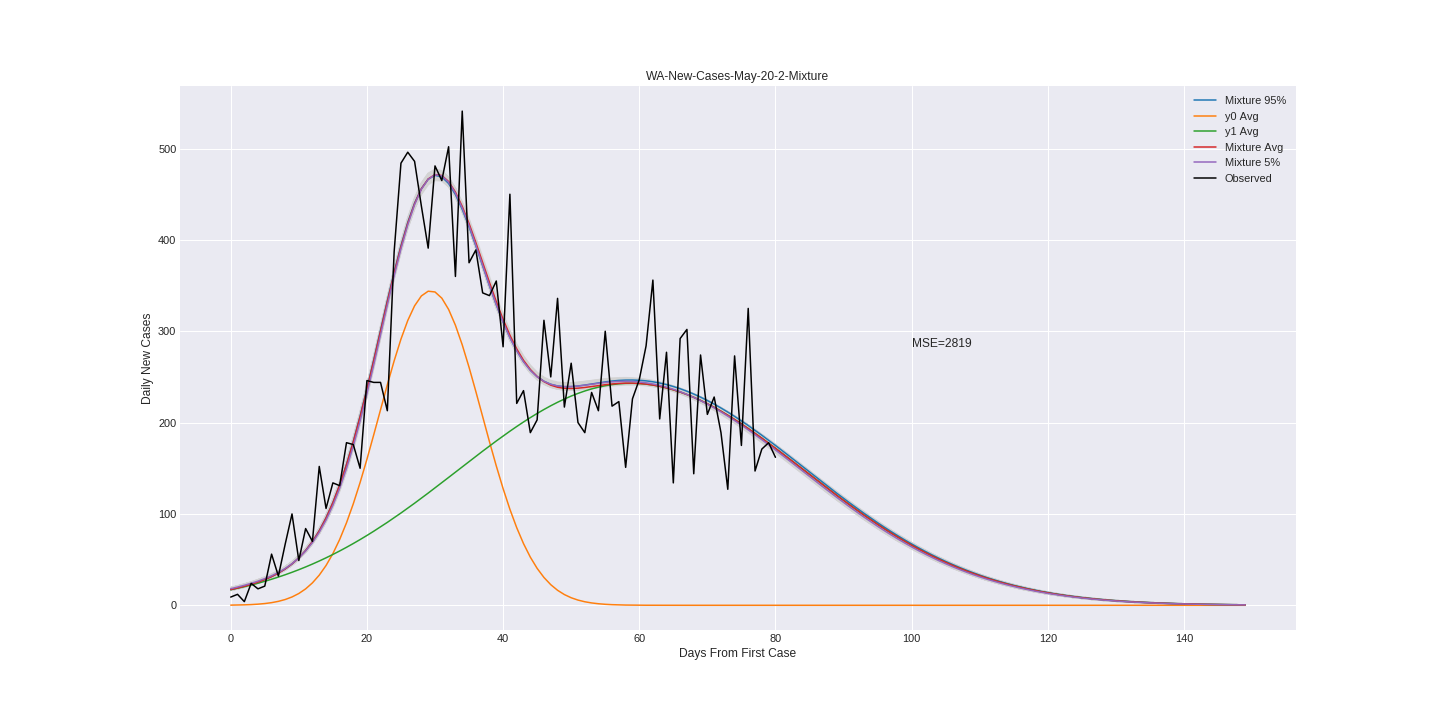 WA-New-Cases-May-20-2-Mixture
Mixture 95%
y0 Avg
y1 Avg
Mixture Avg
Mixture 5%
Observed
500
400
300
200
100
0
Daily New Cases
MSE=2819
0 20 40 60 80 100 120 140
Days From First Case